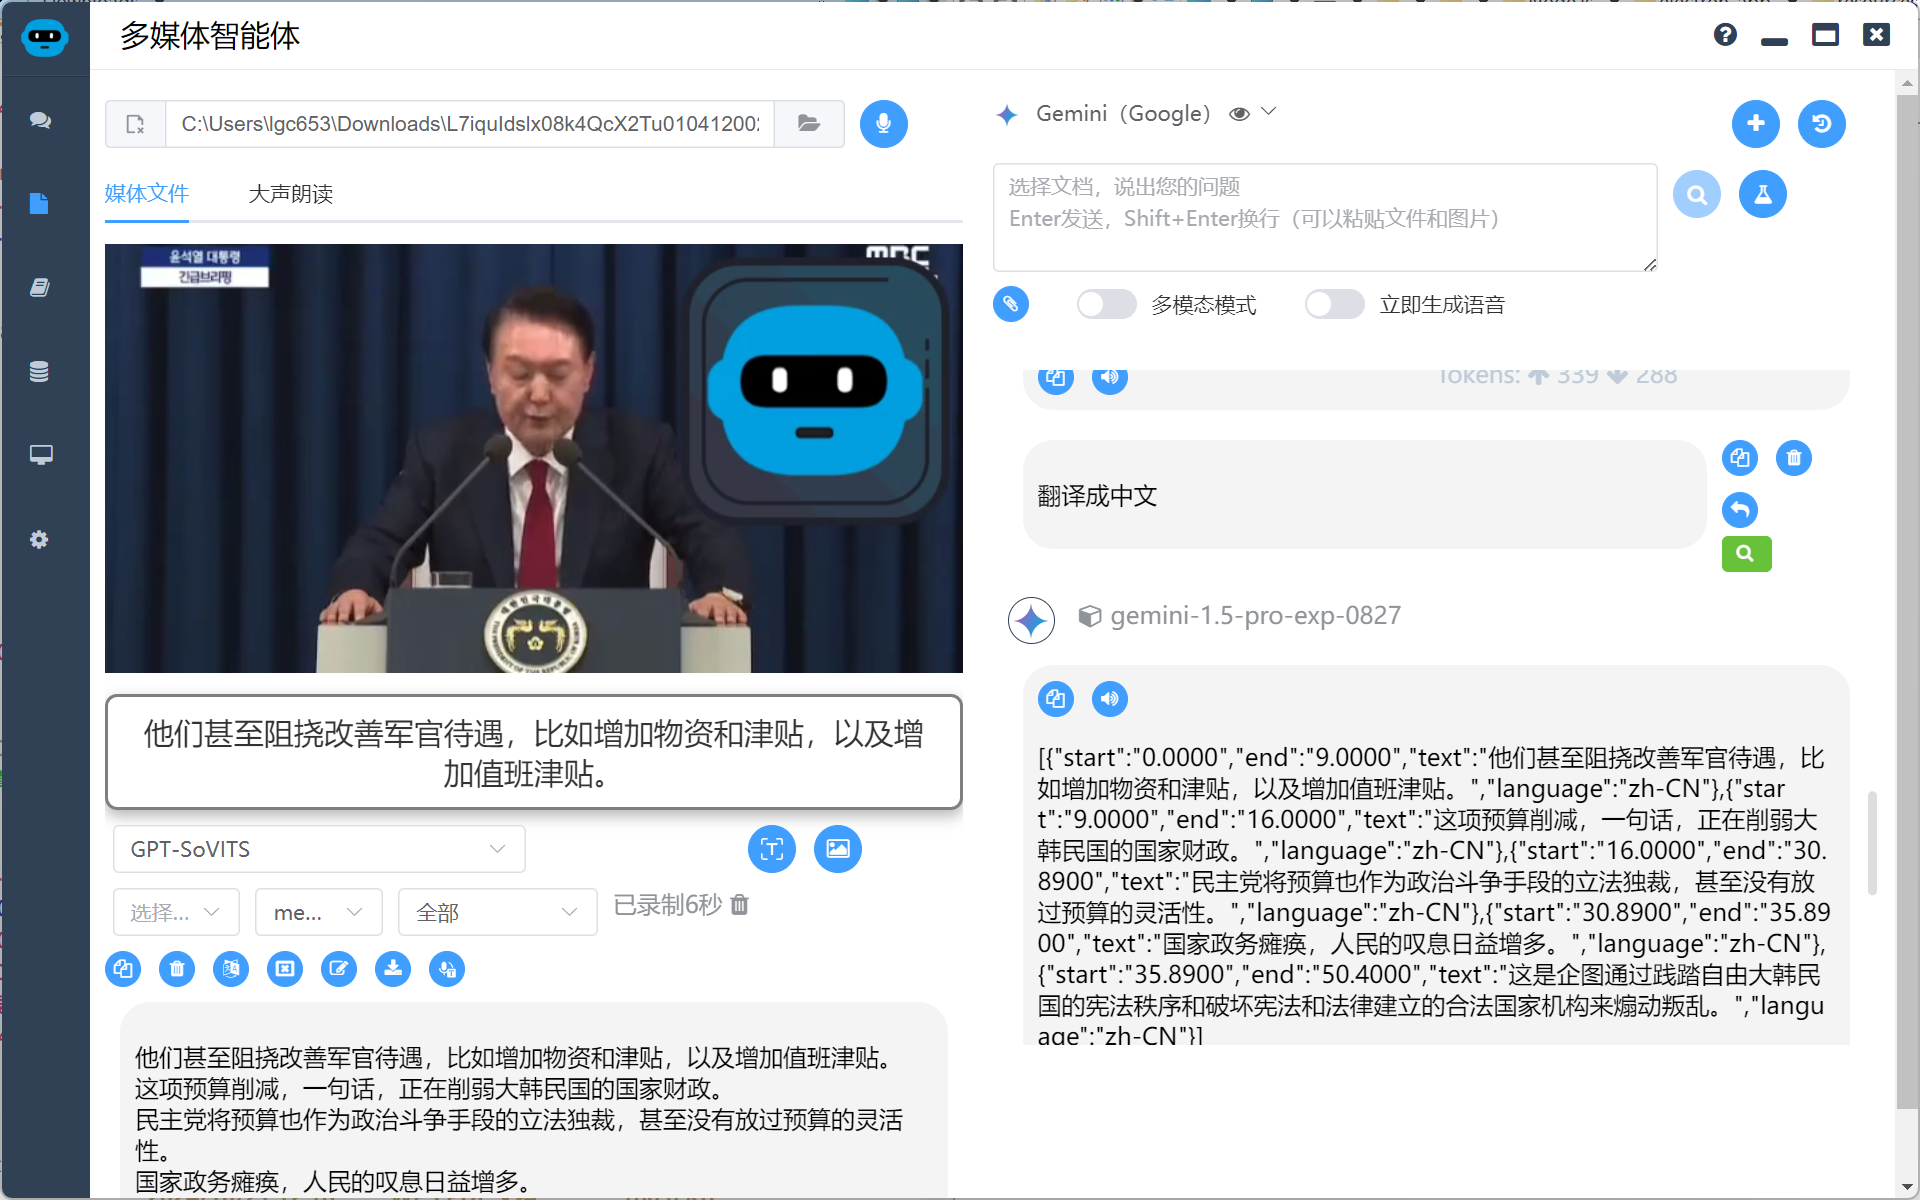 多媒体智能体
C:\Users\lgc653\Downloads\L7iquIdslx08k4QcX2Tu01041200
媒体文件
大声朗读
윤석열 대통령
긴급브리핑
MBC
他们甚至阻挠改善军官待遇，比如增加物资和津贴，以及增
加值班津贴。
GPT-SoVITS
选择...
me...
全部
已录制6秒
他们甚至阻挠改善军官待遇，比如增加物资和津贴，以及增加值班津贴。
这项预算削减，一句话，正在削弱大韩民国的国家财政。
民主党将预算也作为政治斗争手段的立法独裁，甚至没有放过预算的灵活
性。
国家政务瘫痪，人民的叹息日益增多。
Gemini（Google）
选择文档，说出您的问题
Enter发送，Shift+Enter换行（可以粘贴文件和图片）
多模态模式
立即生成语音
Tokens: 339 288
翻译成中文
gemini-1.5-pro-exp-0827
[{"start":"0.0000","end":"9.0000","text":"他们甚至阻挠改善军官待遇，比
如增加物资和津贴，以及增加值班津贴。","language":"zh-CN"},{"star
t":"9.0000","end":"16.0000","text":"这项预算削减，一句话，正在削弱大
韩民国的国家财政。","language":"zh-CN"},{"start":"16.0000","end":"30.
8900","text":"民主党将预算也作为政治斗争手段的立法独裁，甚至没有放
过预算的灵活性。","language":"zh-CN"},{"start":"30.8900","end":"35.89
00","text":"国家政务瘫痪，人民的叹息日益增多。","language":"zh-CN"},
{"start":"35.8900","end":"50.4000","text":"这是企图通过践踏自由大韩民
国的宪法秩序和破坏宪法和法律建立的合法国家机构来煽动叛乱。","langu
age":"zh-CN"}]